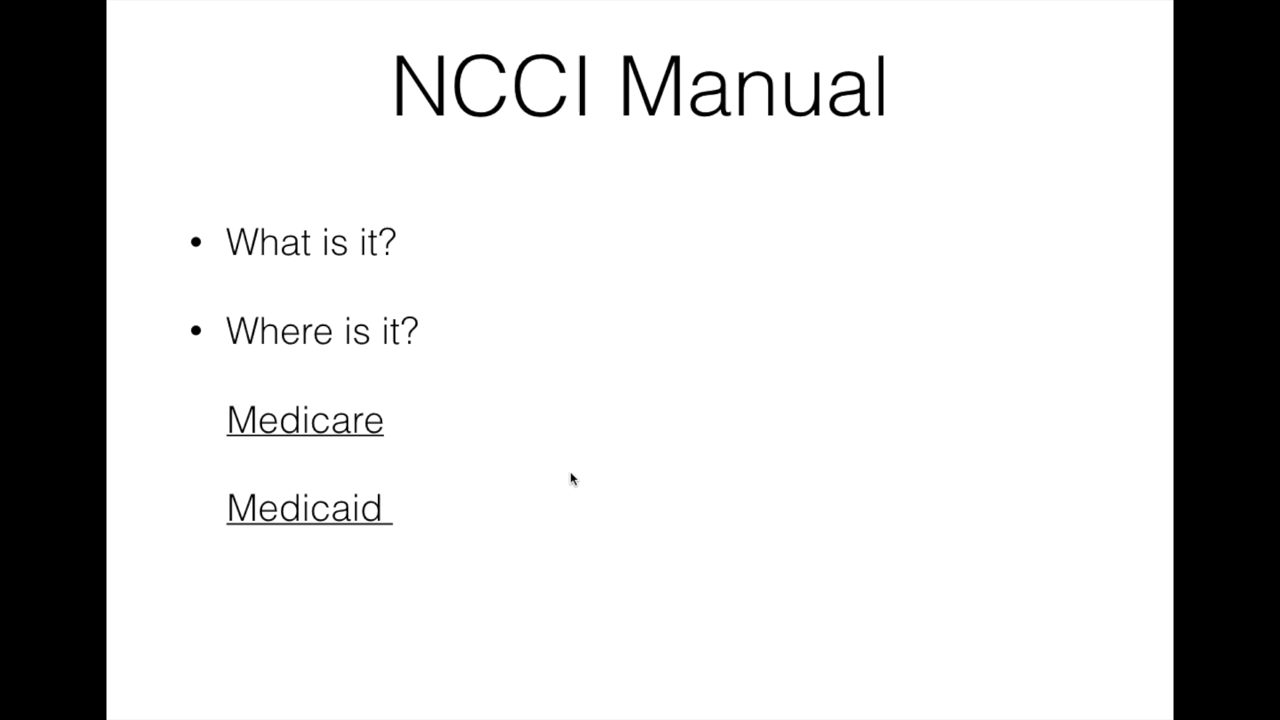 NCCI Manual
• What is it?
• Where is it?
Medicare
Medicaid